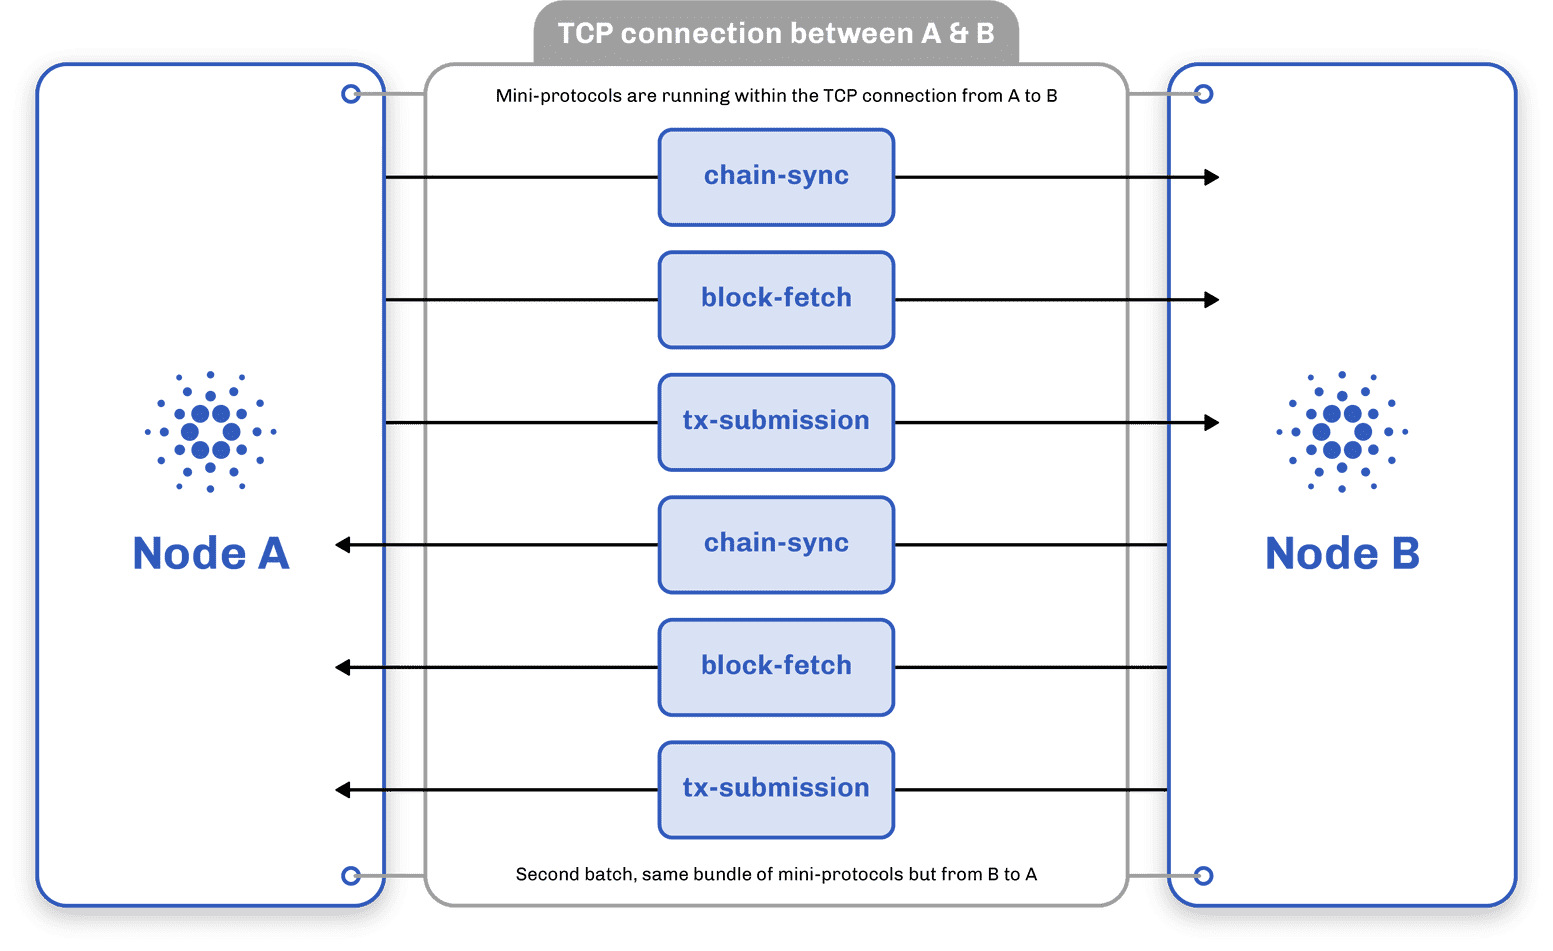 TCP connection between A & B
Mini-protocols are running within the TCP connection from A to B
chain-sync
block-fetch
tx-submission
chain-sync
Node A
Node B
block-fetch
tx-submission
Second batch, same bundle of mini-protocols but from B to A